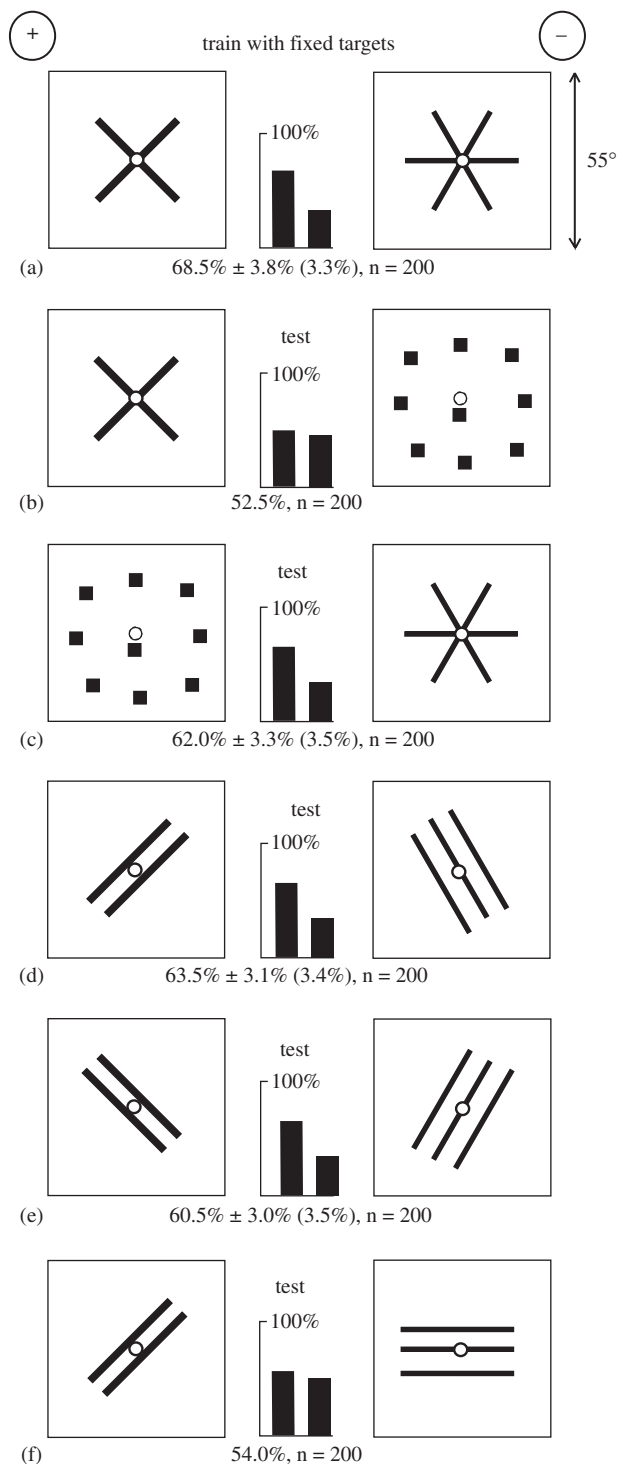 + train with fixed targets –
100%
55°
(a) 68.5% ± 3.8% (3.3%), n = 200
test
100%
(b) 52.5%, n = 200
test
100%
(c) 62.0% ± 3.3% (3.5%), n = 200
test
100%
(d) 63.5% ± 3.1% (3.4%), n = 200
test
100%
(e) 60.5% ± 3.0% (3.5%), n = 200
test
100%
(f) 54.0%, n = 200